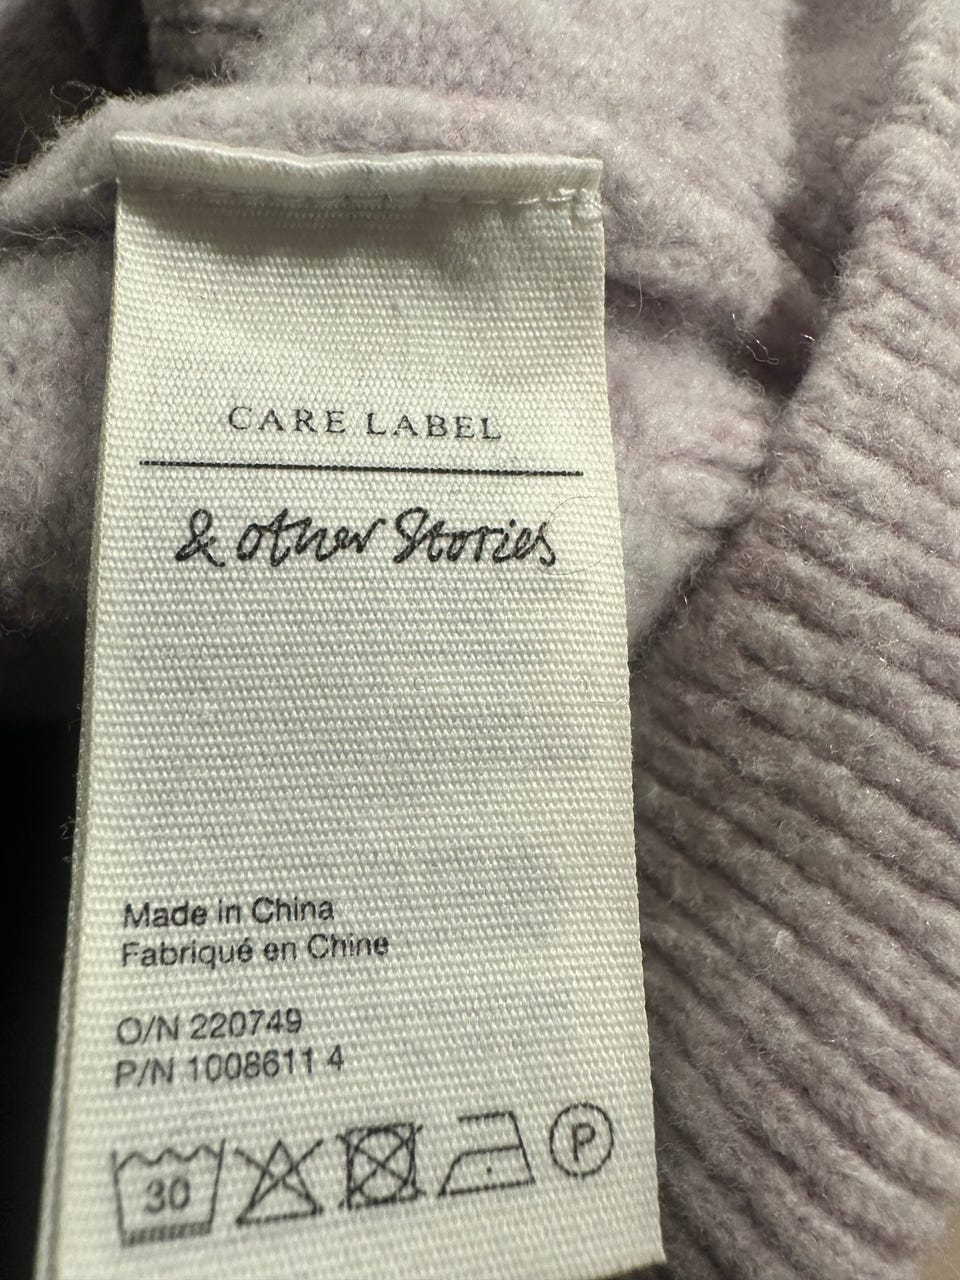 CARE LABEL
& other Stories
Made in China
Fabriqué en Chine
O/N 220749
P/N 1008611 4
30
P